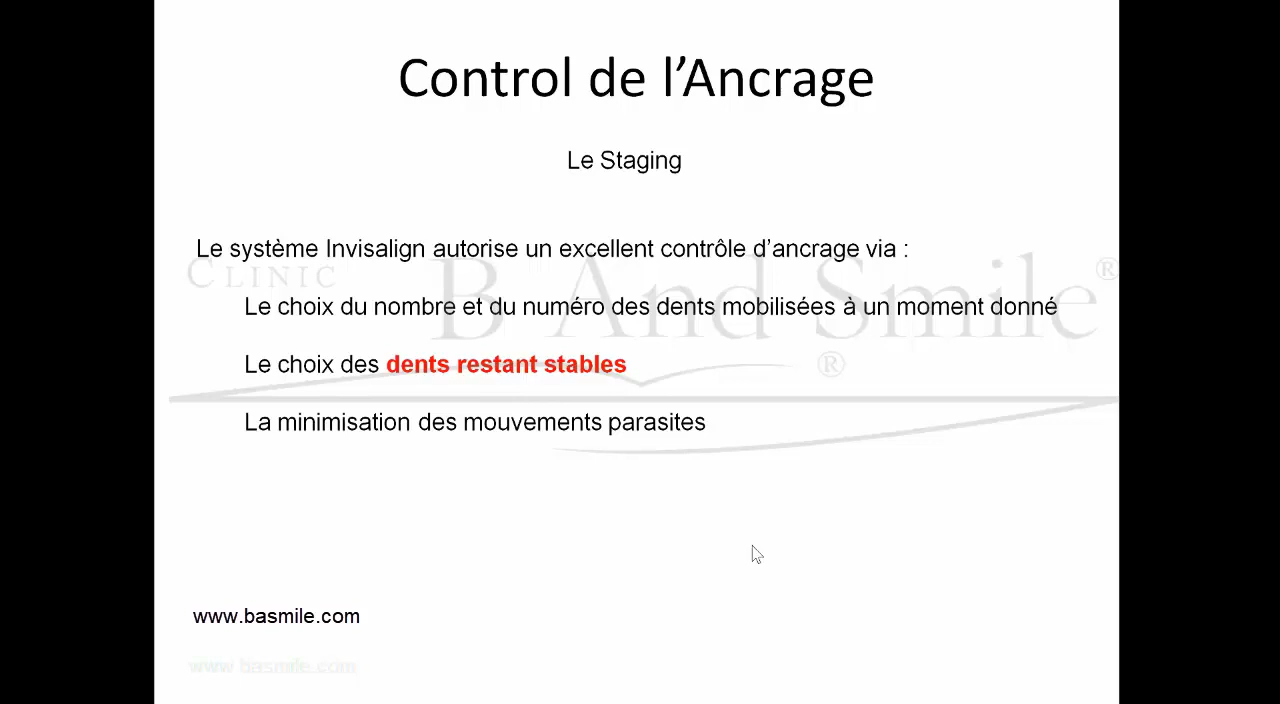 Control de l’Ancrage
Le Staging
Le système Invisalign autorise un excellent contrôle d’ancrage via :
CLINIC B And Smile®
Le choix du nombre et du numéro des dents mobilisées à un moment donné
Le choix des dents restant stables
®
La minimisation des mouvements parasites
www.basmile.com
www basmile.com